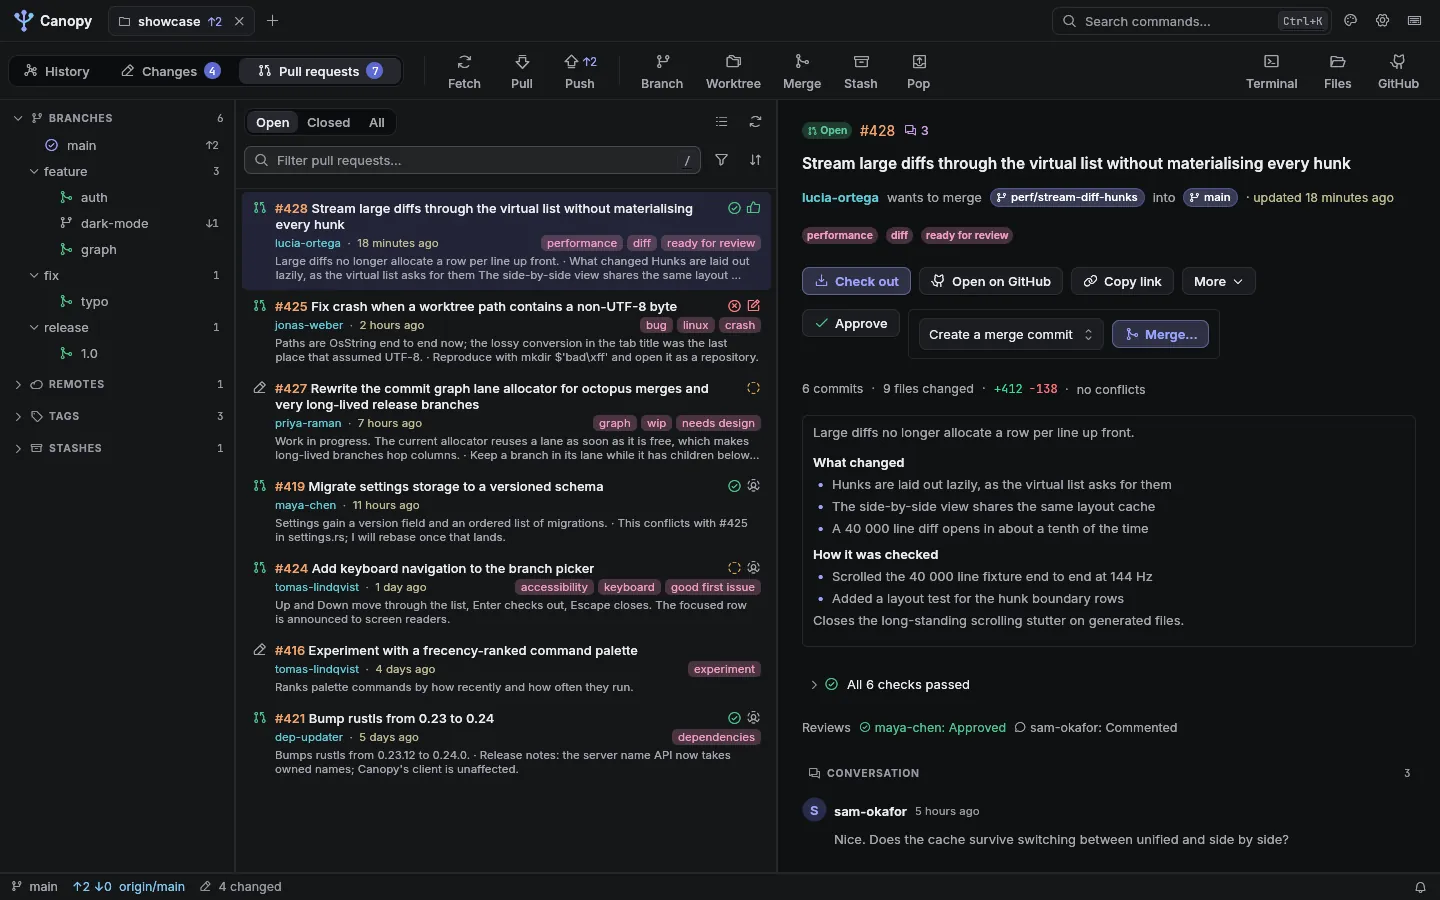 Canopy
showcase ↑2
Search commands... Ctrl+K
History
Changes 4
Pull requests 7
Fetch
Pull
↑2
Push
Branch
Worktree
Merge
Stash
Pop
Terminal
Files
GitHub
BRANCHES 6
main ↑2
feature 3
auth
dark-mode ↓1
graph
fix 1
typo
release 1
1.0
REMOTES 1
TAGS 3
STASHES 1
Open Closed All
Filter pull requests... /
#428 Stream large diffs through the virtual list without materialising
every hunk
lucia-ortega · 18 minutes ago performance diff ready for review
Large diffs no longer allocate a row per line up front. · What changed Hunks are laid out
lazily, as the virtual list asks for them The side-by-side view shares the same layout ...
#425 Fix crash when a worktree path contains a non-UTF-8 byte
jonas-weber · 2 hours ago bug linux crash
Paths are OsString end to end now; the lossy conversion in the tab title was the last
place that assumed UTF-8. · Reproduce with mkdir $'bad\xff' and open it as a repository.
#427 Rewrite the commit graph lane allocator for octopus merges and
very long-lived release branches
priya-raman · 7 hours ago graph wip needs design
Work in progress. The current allocator reuses a lane as soon as it is free, which makes
long-lived branches hop columns. · Keep a branch in its lane while it has children below...
#419 Migrate settings storage to a versioned schema
maya-chen · 11 hours ago
Settings gain a version field and an ordered list of migrations. · This conflicts with #425
in settings.rs; I will rebase once that lands.
#424 Add keyboard navigation to the branch picker
tomas-lindqvist · 1 day ago accessibility keyboard good first issue
Up and Down move through the list, Enter checks out, Escape closes. The focused row
is announced to screen readers.
#416 Experiment with a frecency-ranked command palette
tomas-lindqvist · 4 days ago experiment
Ranks palette commands by how recently and how often they run.
#421 Bump rustls from 0.23 to 0.24
dep-updater · 5 days ago dependencies
Bumps rustls from 0.23.12 to 0.24.0. · Release notes: the server name API now takes
owned names; Canopy's client is unaffected.
Open #428 3
Stream large diffs through the virtual list without materialising every hunk
lucia-ortega wants to merge perf/stream-diff-hunks into main · updated 18 minutes ago
performance diff ready for review
Check out
Open on GitHub
Copy link
More
Approve
Create a merge commit
Merge...
6 commits · 9 files changed · +412 -138 · no conflicts
Large diffs no longer allocate a row per line up front.
What changed
• Hunks are laid out lazily, as the virtual list asks for them
• The side-by-side view shares the same layout cache
• A 40 000 line diff opens in about a tenth of the time
How it was checked
• Scrolled the 40 000 line fixture end to end at 144 Hz
• Added a layout test for the hunk boundary rows
Closes the long-standing scrolling stutter on generated files.
All 6 checks passed
Reviews maya-chen: Approved sam-okafor: Commented
CONVERSATION 3
S sam-okafor 5 hours ago
Nice. Does the cache survive switching between unified and side by side?
main ↑2 ↓0 origin/main 4 changed